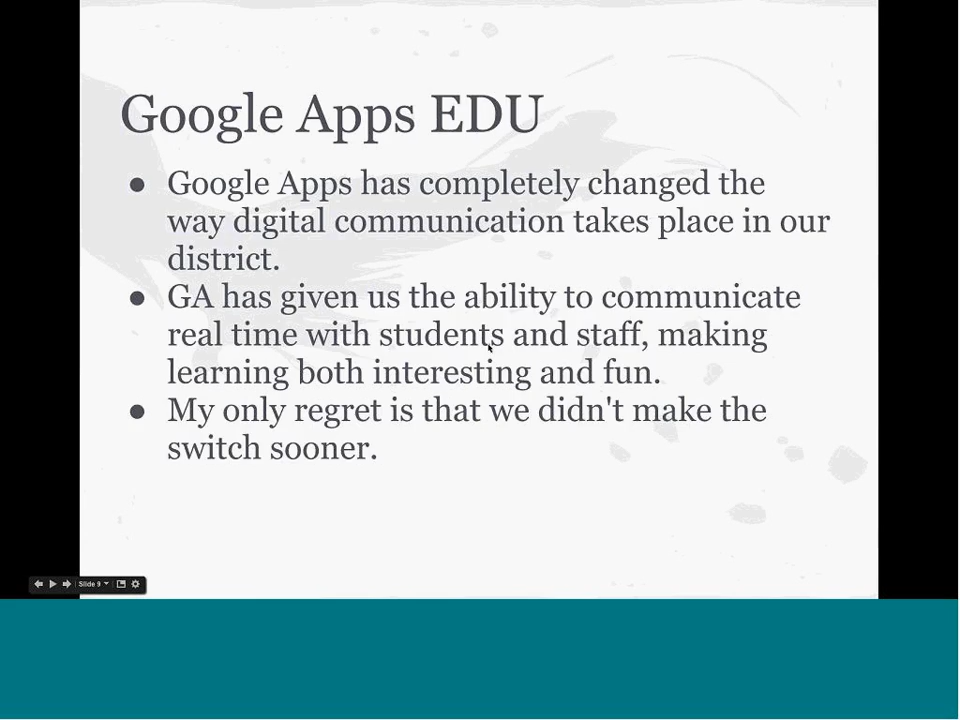 Google Apps EDU
● Google Apps has completely changed the
way digital communication takes place in our
district.
● GA has given us the ability to communicate
real time with students and staff, making
learning both interesting and fun.
● My only regret is that we didn't make the
switch sooner.
Slide 9